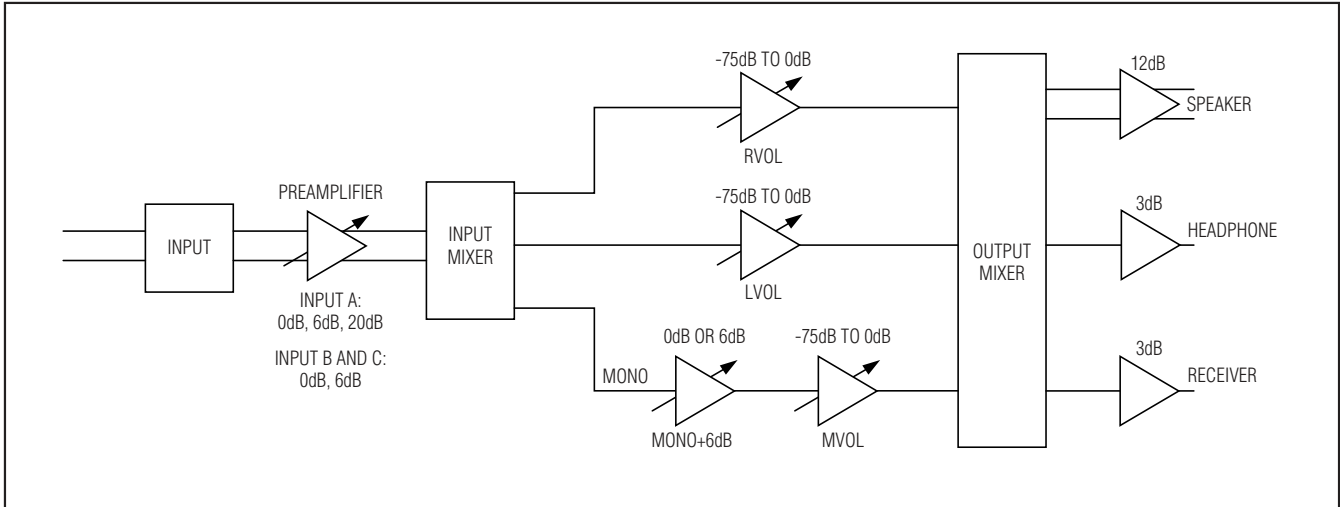 INPUT
PREAMPLIFIER
INPUT A:
0dB, 6dB, 20dB
INPUT B AND C:
0dB, 6dB
INPUT
MIXER
-75dB TO 0dB
RVOL
-75dB TO 0dB
LVOL
MONO
0dB OR 6dB
MONO+6dB
-75dB TO 0dB
MVOL
OUTPUT
MIXER
12dB
SPEAKER
3dB
HEADPHONE
3dB
RECEIVER